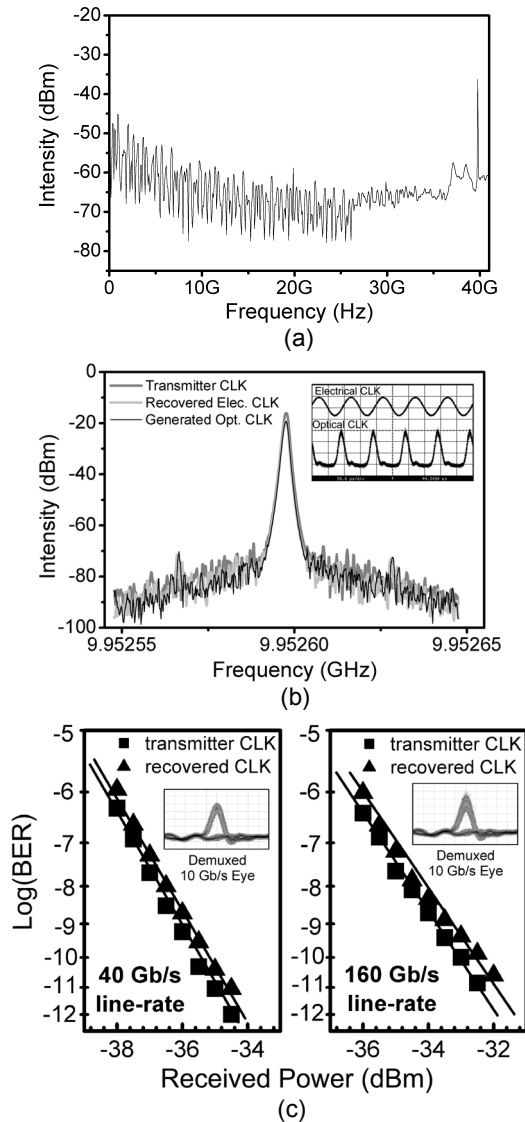 -20
-30
-40
-50
-60
-70
-80
Intensity (dBm)
0 10G 20G 30G 40G
Frequency (Hz)
(a)
0
-20
-40
-60
-80
-100
Intensity (dBm)
Transmitter CLK
Recovered Elec. CLK
Generated Opt. CLK
Electrical CLK
Optical CLK
9.95255 9.95260 9.95265
Frequency (GHz)
(b)
-5
-6
-7
-8
-9
-10
-11
-12
Log(BER)
transmitter CLK
recovered CLK
Demuxed
10 Gb/s Eye
40 Gb/s
line-rate
-38 -36 -34
-5
-6
-7
-8
-9
-10
-11
-12
transmitter CLK
recovered CLK
Demuxed
10 Gb/s Eye
160 Gb/s
line-rate
-36 -34 -32
Received Power (dBm)
(c)